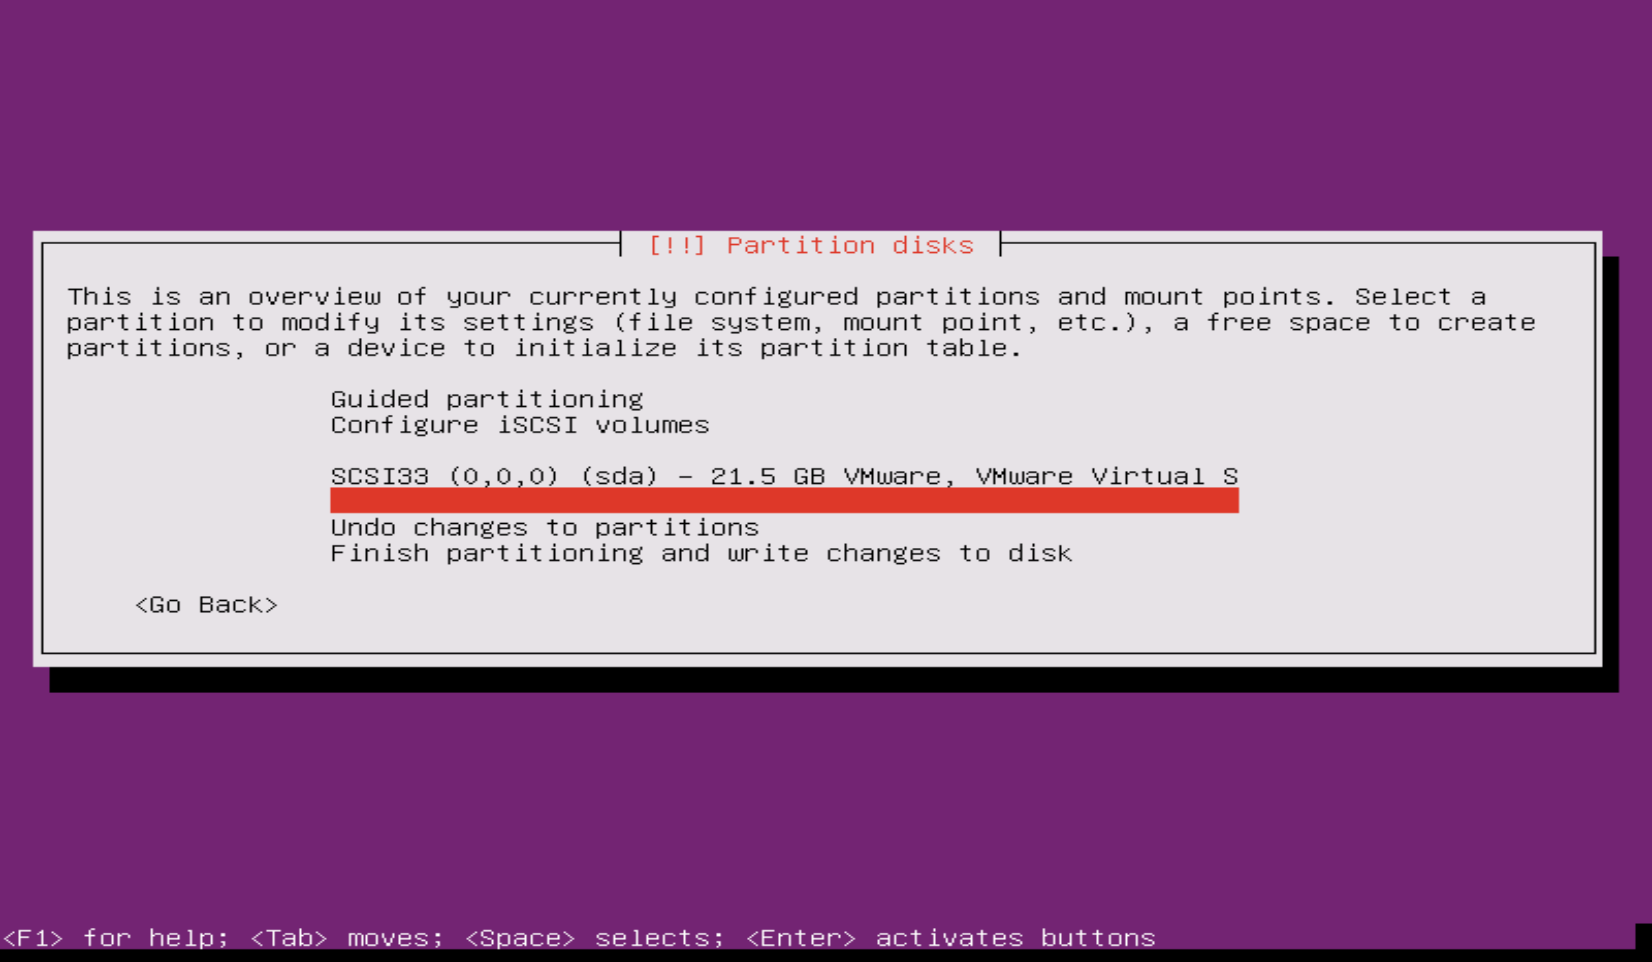 [!!] Partition disks
This is an overview of your currently configured partitions and mount points. Select a
partition to modify its settings (file system, mount point, etc.), a free space to create
partitions, or a device to initialize its partition table.
Guided partitioning
Configure iSCSI volumes
SCSI33 (0,0,0) (sda) - 21.5 GB VMware, VMware Virtual S
Undo changes to partitions
Finish partitioning and write changes to disk
<Go Back>
<F1> for help; <Tab> moves; <Space> selects; <Enter> activates buttons